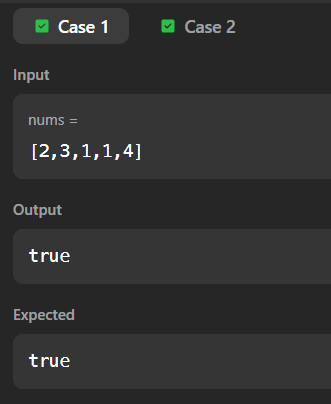 Case 1 Case 2
Input
nums =
[2,3,1,1,4]
Output
true
Expected
true